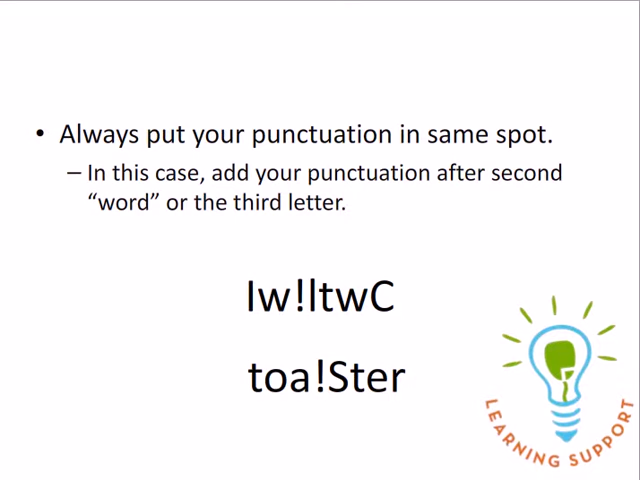 • Always put your punctuation in same spot.
– In this case, add your punctuation after second
“word” or the third letter.
Iw!ltwC
toa!Ster
LEARNING SUPPORT